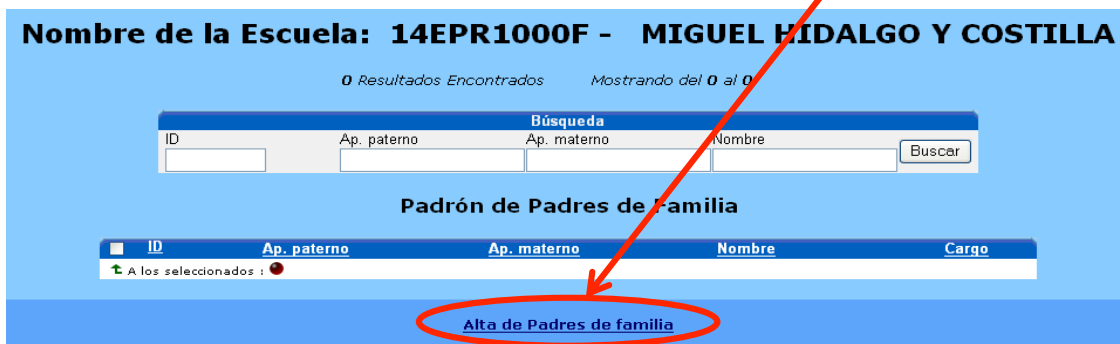 Nombre de la Escuela: 14EPR1000F - MIGUEL HIDALGO Y COSTILLA
0 Resultados Encontrados Mostrando del 0 al 0
Búsqueda
ID Ap. paterno Ap. materno Nombre
Buscar
Padrón de Padres de Familia
ID Ap. paterno Ap. materno Nombre Cargo
A los seleccionados :
Alta de Padres de familia